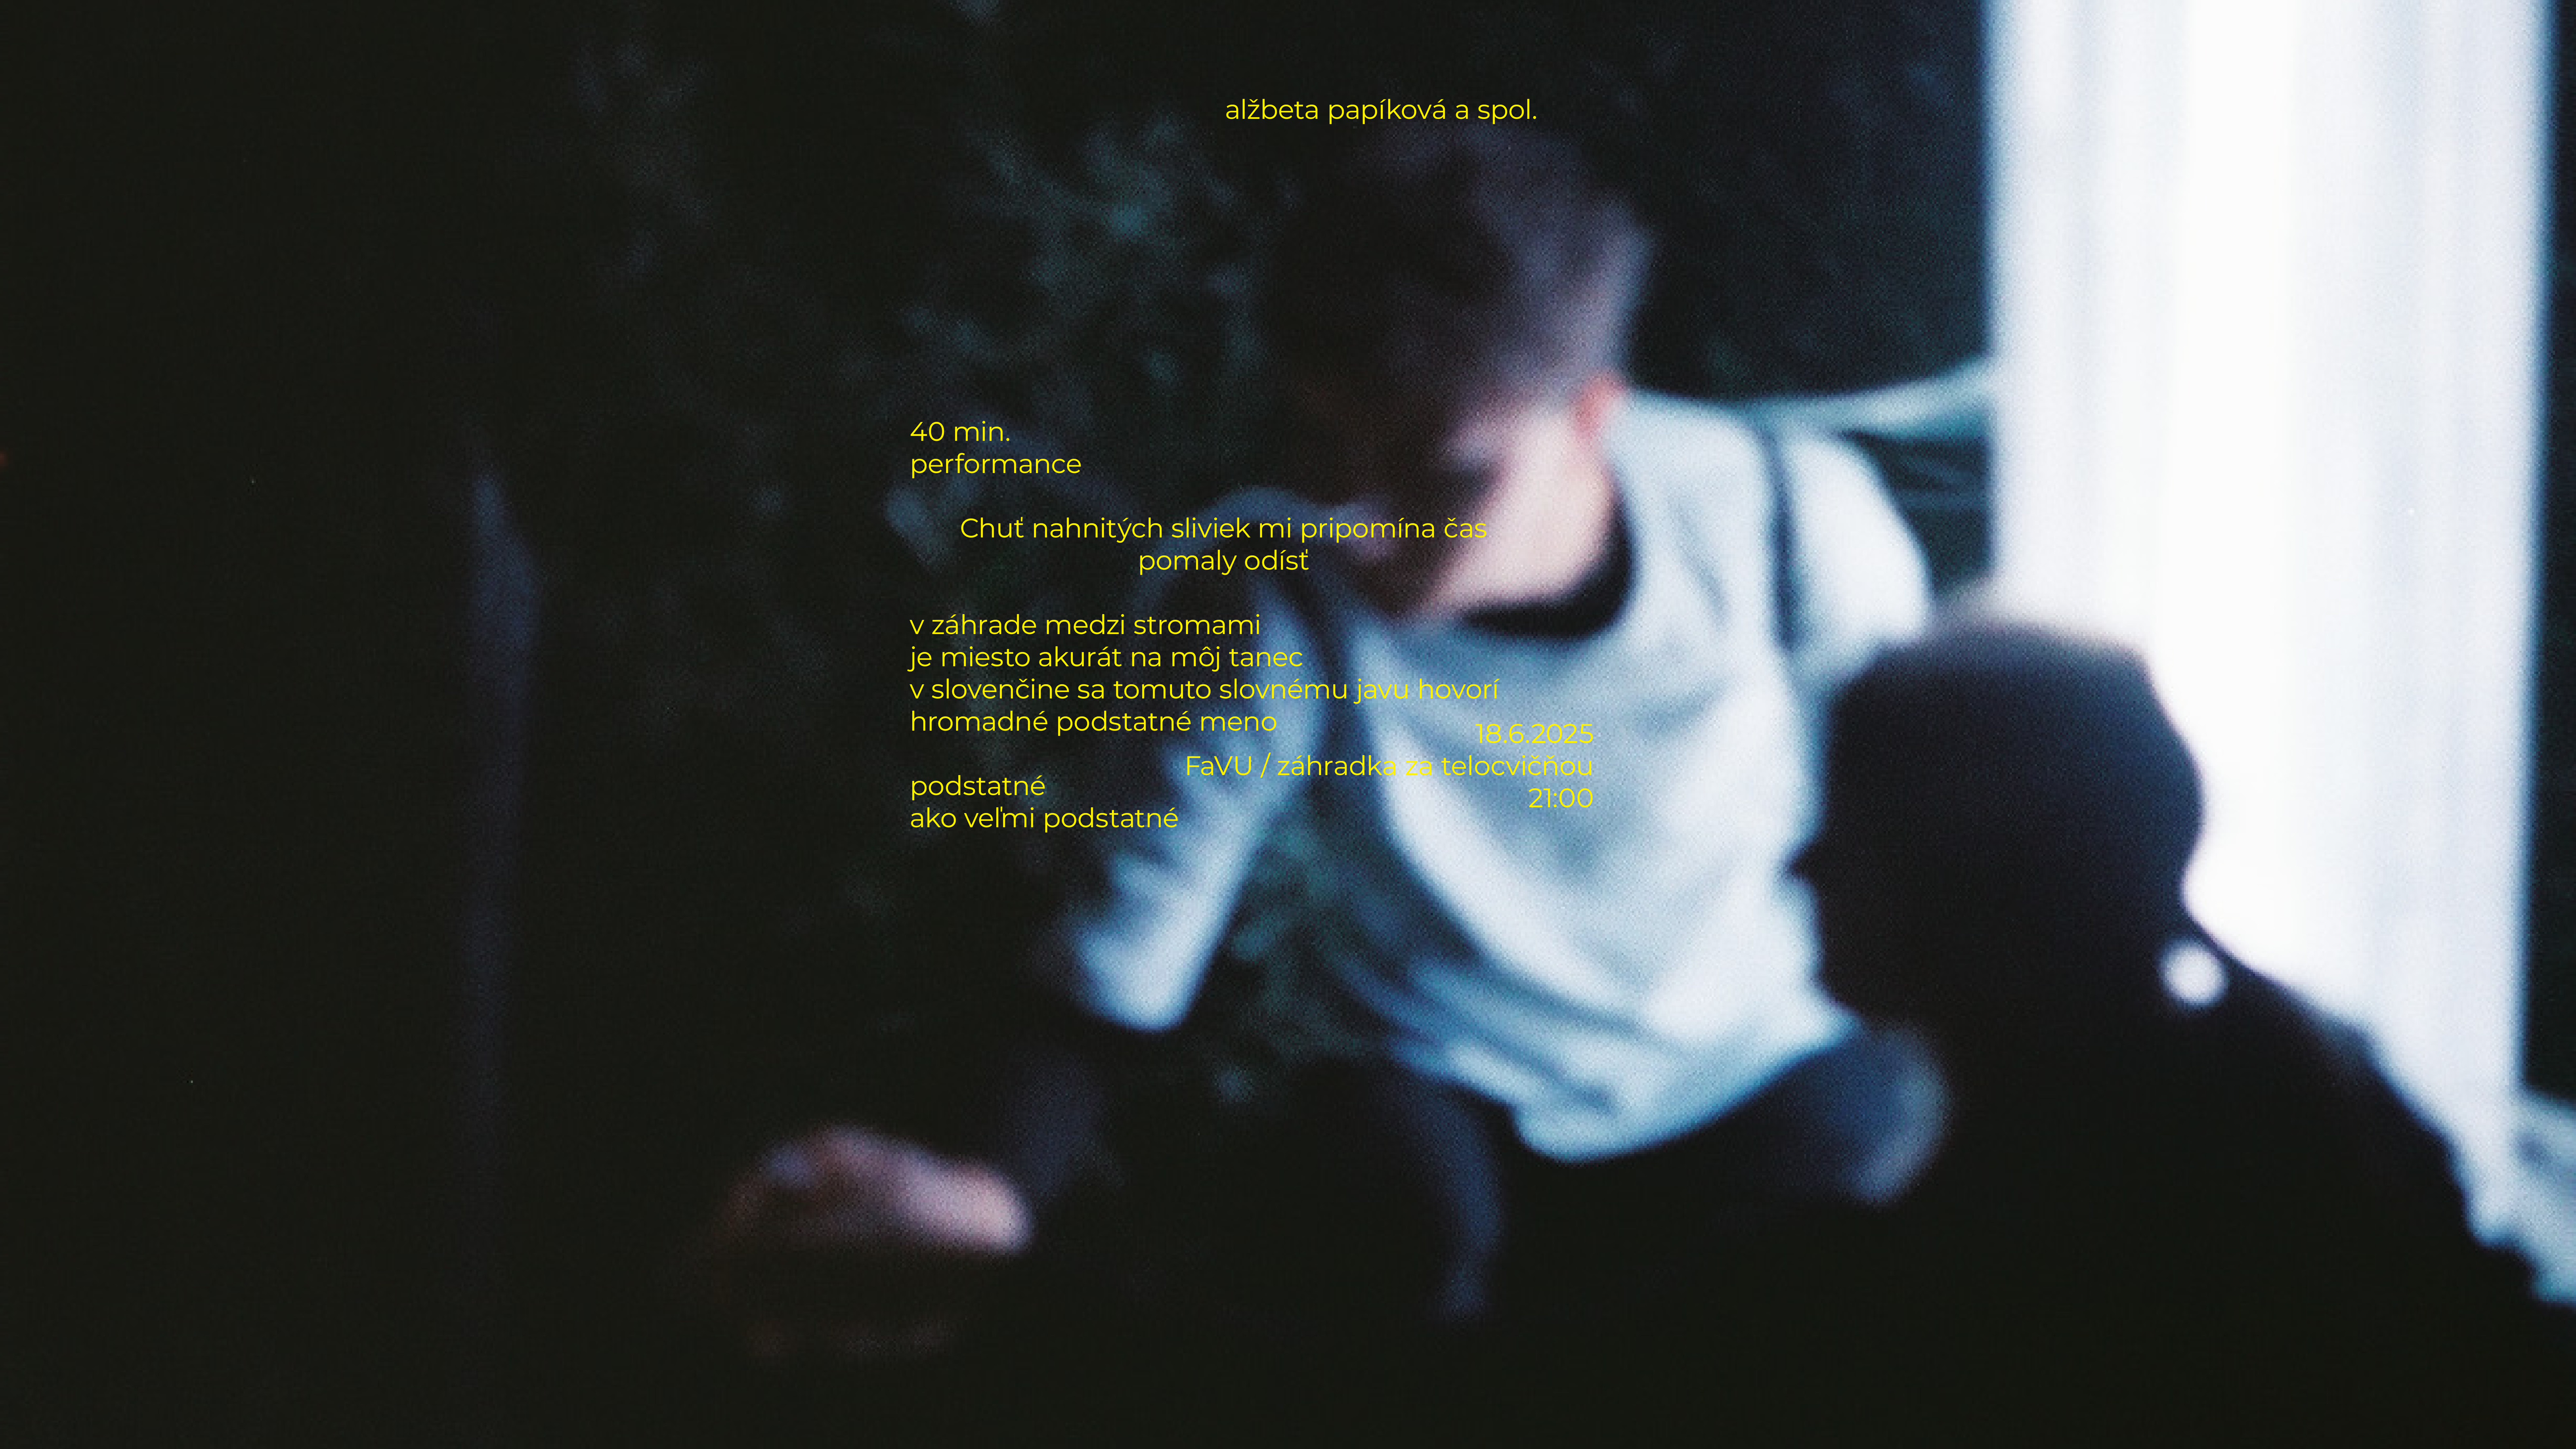 alžbeta papíková a spol.
40 min.
performance
Chuť nahnitých sliviek mi pripomína čas
pomaly odísť
v záhrade medzi stromami
je miesto akurát na môj tanec
v slovenčine sa tomuto slovnému javu hovorí
hromadné podstatné meno
podstatné
ako veľmi podstatné
18.6.2025
FaVU / záhradka za telocvičňou
21:00